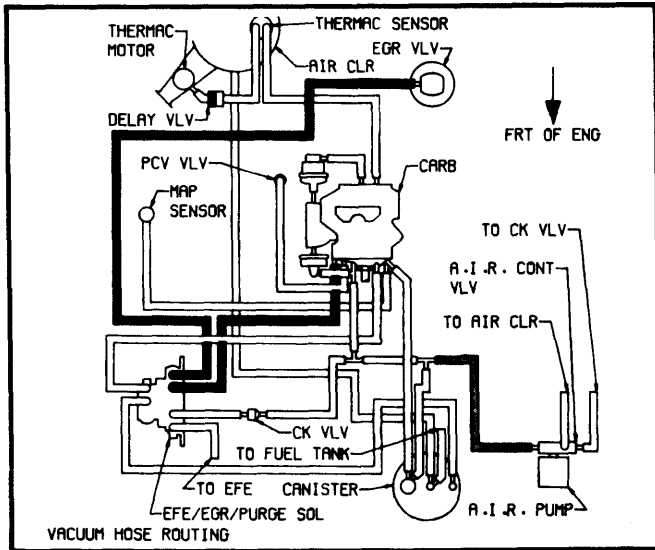 THERMAC SENSOR
THERMAC
MOTOR
EGR VLV
AIR CLR
DELAY VLV
FRT OF ENG
PCV VLV
CARB
MAP
SENSOR
TO CK VLV
A.I.R. CONT
VLV
TO AIR CLR
CK VLV
TO FUEL TANK
TO EFE
CANISTER
EFE/EGR/PURGE SOL
A.I.R. PUMP
VACUUM HOSE ROUTING